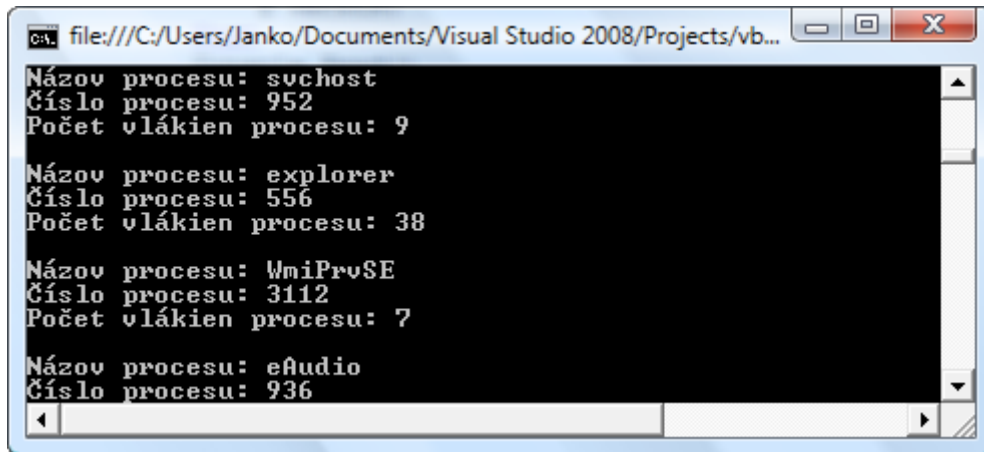 file:///C:/Users/Janko/Documents/Visual Studio 2008/Projects/vb...
Názov procesu: svchost
Číslo procesu: 952
Počet vlákien procesu: 9
Názov procesu: explorer
Číslo procesu: 556
Počet vlákien procesu: 38
Názov procesu: WmiPrvSE
Číslo procesu: 3112
Počet vlákien procesu: 7
Názov procesu: eAudio
Číslo procesu: 936